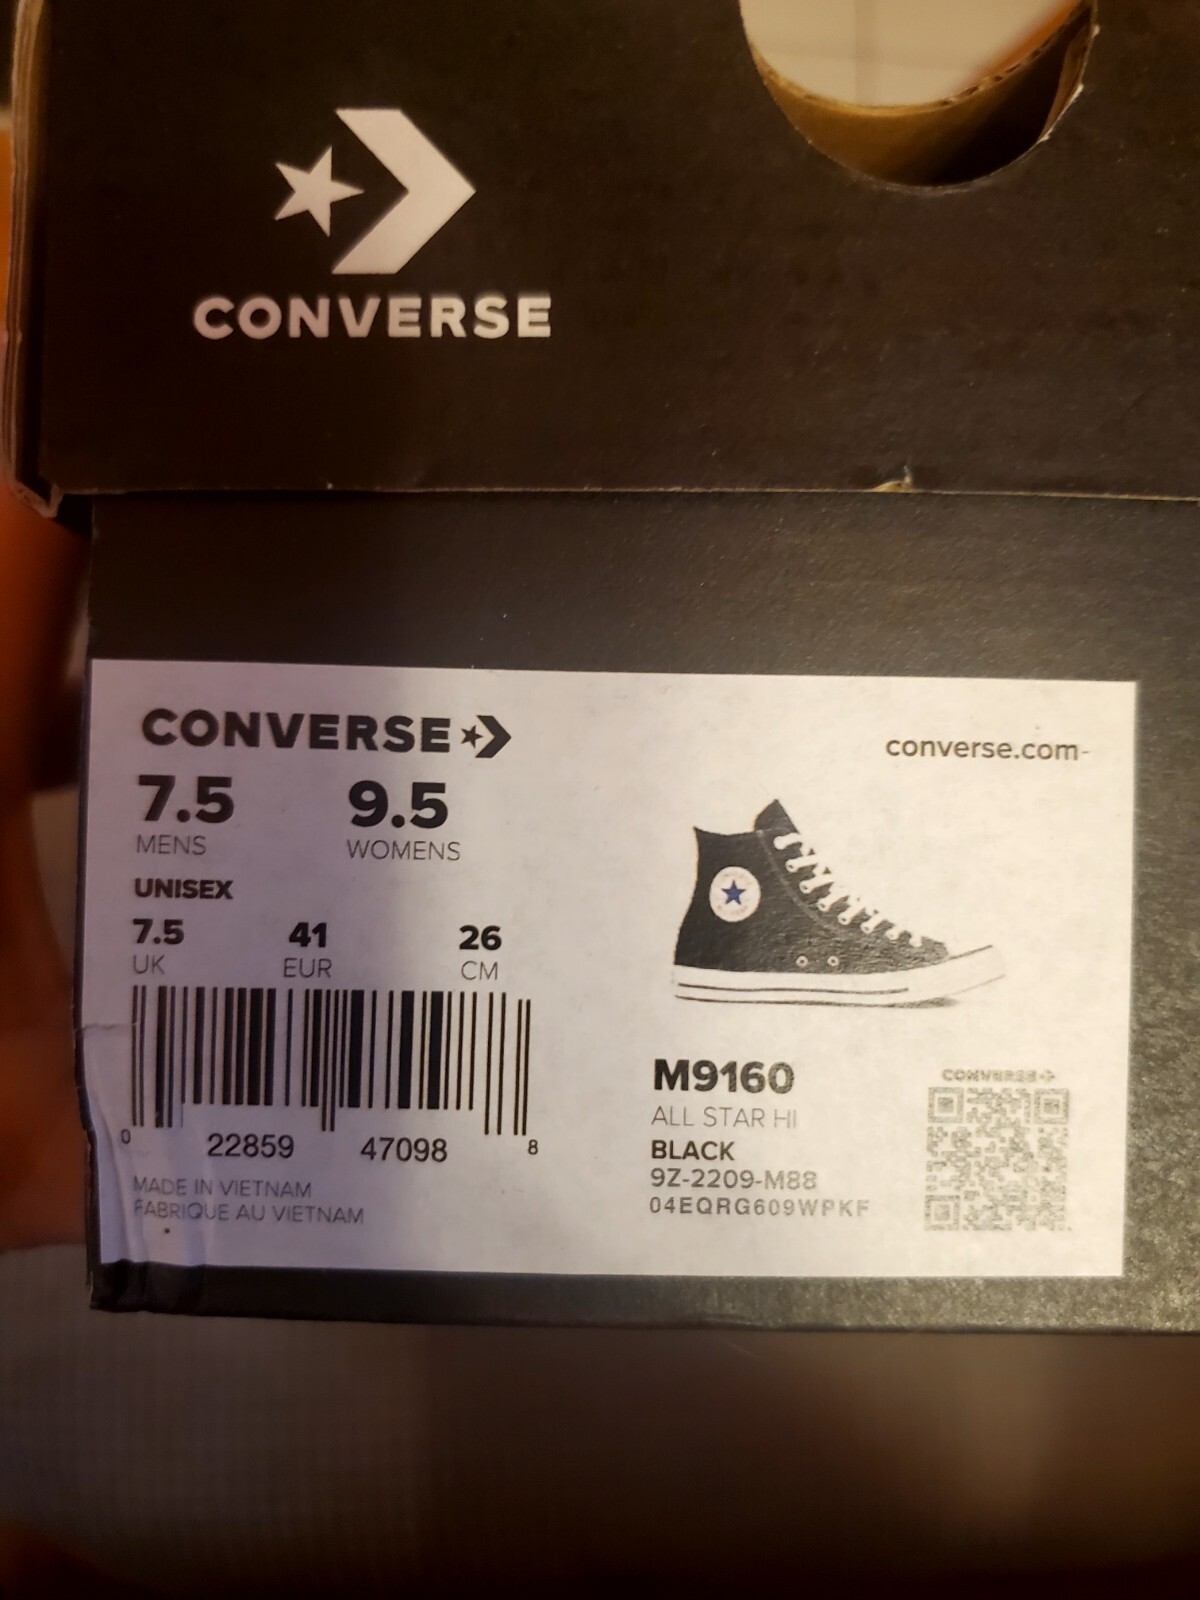 CONVERSE
CONVERSE
converse.com-
7.5 9.5
MENS WOMENS
UNISEX
7.5 41 26
UK EUR CM
0 22859 47098 8
MADE IN VIETNAM
FABRIQUE AU VIETNAM
M9160
ALL STAR HI
BLACK
9Z-2209-M88
04EQRG609WPKF
CONVERSE